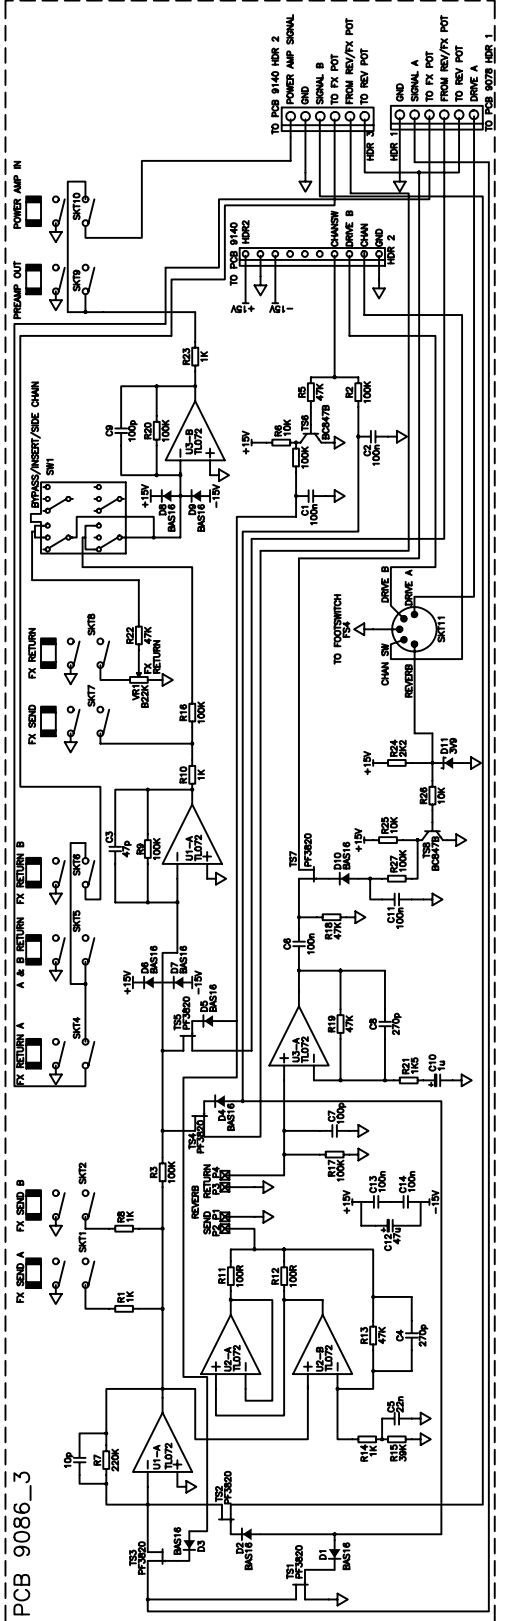 PCB 9086_3
FX SEND A
FX SEND B
FX RETURN A
A & B RETURN
FX RETURN B
FX SEND
FX RETURN
BYPASS/INSERT/SIDE CHAIN
PREAMP OUT
POWER AMP IN
SKT1
SKT2
SKT4
SKT5
SKT6
SKT7
SKT8
SW1
SKT9
SKT10
10p
R7
220K
R1
1K
R8
1K
U1-A
TL072
R3
100K
TS3
PF3820
BAS16
D3
TS2
PF3820
D2
BAS16
TS1
PF3820
D1
BAS16
R11
100R
R12
100R
U2-A
TL072
U2-B
TL072
R13
47K
C4
270p
R14
1K
C5
22n
R15
39K
REVERB
SEND
RETURN
P2
P1
P3
P4
R17
100K
C7
100p
+15V
C13
100n
C14
100n
C12
47u
-15V
TS4
PF3820
D4
BAS16
TS5
PF3820
D5
BAS16
+15V
D6
BAS16
D7
BAS16
-15V
C3
47p
R9
100K
U1-A
TL072
R10
1K
R16
100K
VR1
B22K
FX
RETURN
R22
47K
U3-A
TL072
R19
47K
C8
270p
R21
1K5
C10
1u
C6
100n
R18
47K
TS7
PF3820
D10
BAS16
C11
100n
R27
100K
+15V
R25
10K
TS8
BC847B
R26
10K
+15V
R24
2K2
D11
3V9
TO FOOTSWITCH
FS4
CHAN SW
REVERB
DRIVE B
DRIVE A
SKT11
+15V
D8
BAS16
D9
BAS16
-15V
C9
100p
R20
100K
U3-B
TL072
R23
1K
+15V
R6
10K
100K
C1
100n
TS6
BC847B
R5
47K
R2
100K
C2
100n
TO PCB 9140
HDR2
+15V
-15V
CHANSW
DRIVE B
CHAN
GND
HDR 2
TO PCB 9140 HDR 2
POWER AMP SIGNAL
GND
SIGNAL B
TO FX POT
FROM REV/FX POT
TO REV POT
HDR 3
HDR 1
GND
SIGNAL A
TO FX POT
FROM REV/FX POT
TO REV POT
DRIVE A
TO PCB 9078 HDR 1